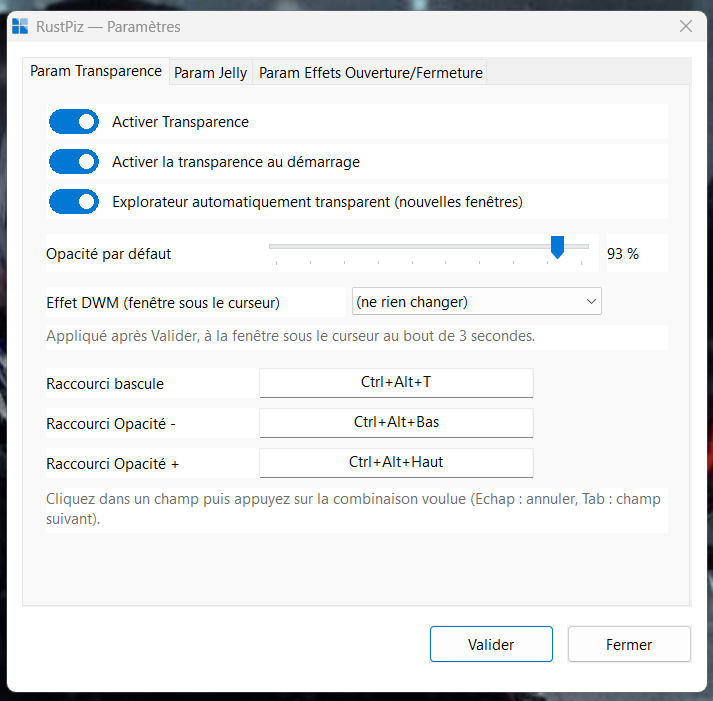 RustPiz — Paramètres
Param Transparence
Param Jelly
Param Effets Ouverture/Fermeture
Activer Transparence
Activer la transparence au démarrage
Explorateur automatiquement transparent (nouvelles fenêtres)
Opacité par défaut
93 %
Effet DWM (fenêtre sous le curseur)
(ne rien changer)
Appliqué après Valider, à la fenêtre sous le curseur au bout de 3 secondes.
Raccourci bascule
Ctrl+Alt+T
Raccourci Opacité -
Ctrl+Alt+Bas
Raccourci Opacité +
Ctrl+Alt+Haut
Cliquez dans un champ puis appuyez sur la combinaison voulue (Echap : annuler, Tab : champ
suivant).
Valider
Fermer